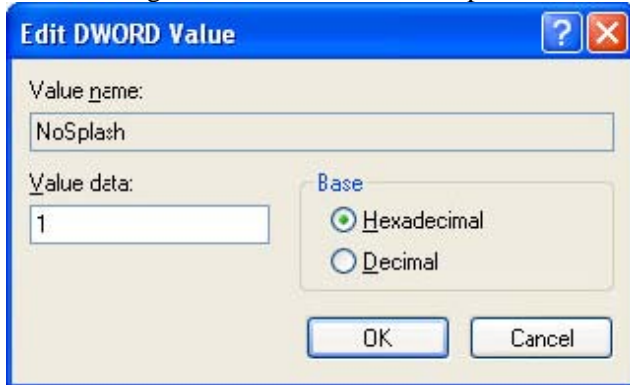 Edit DWORD Value
Value name:
NoSplash
Value data:
1
Base
Hexadecimal
Decimal
OK
Cancel